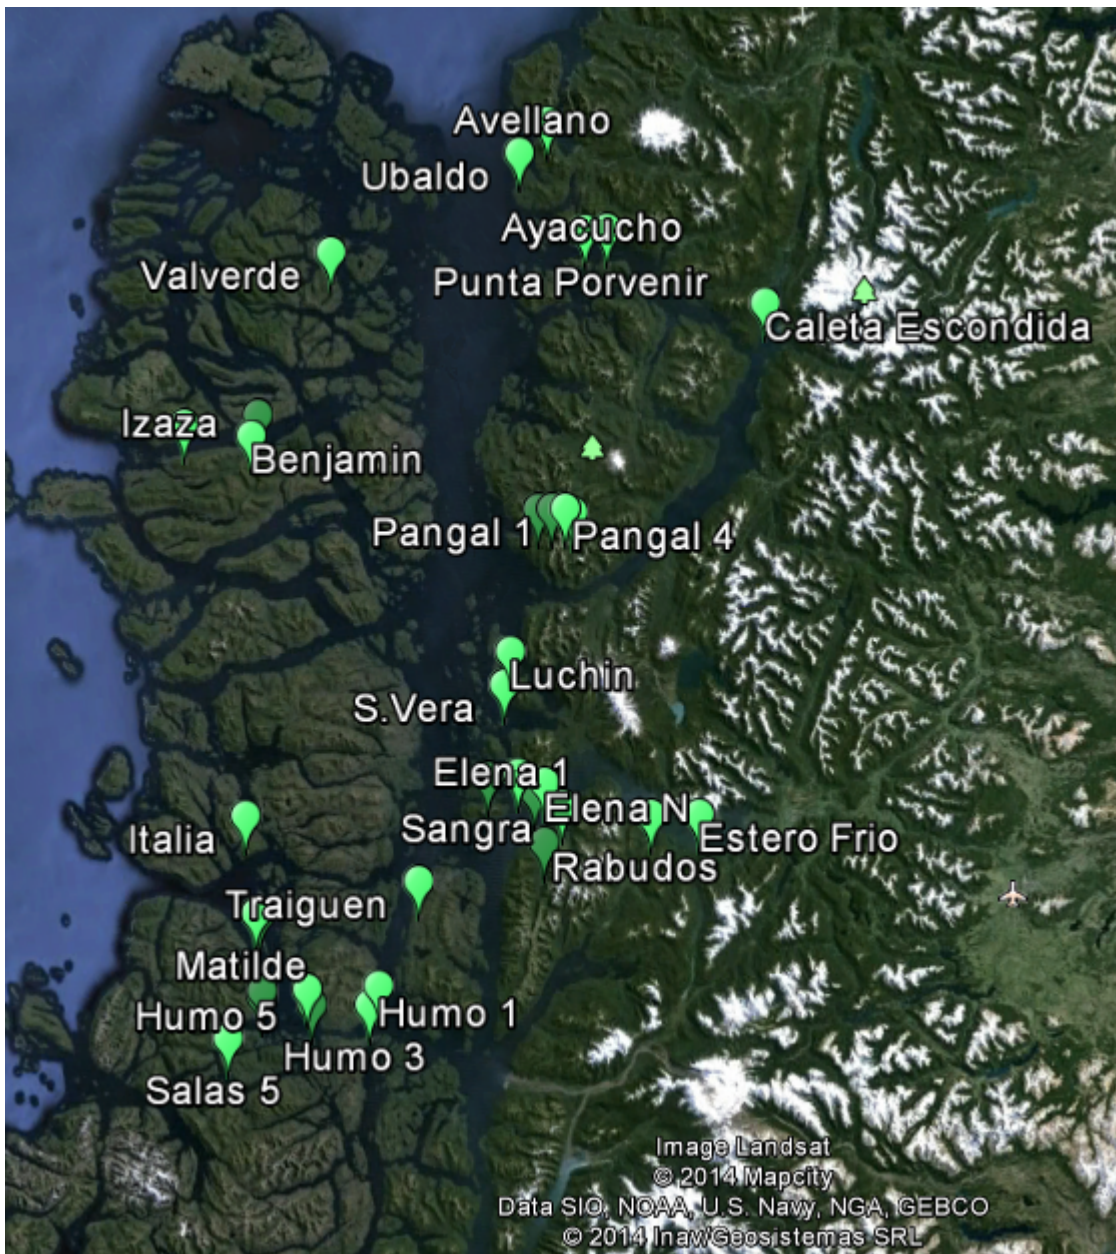 Avellano
Ubaldo
Ayacucho
Valverde
Punta Porvenir
Caleta Escondida
Izaza
Benjamin
Pangal 1
Pangal 4
Luchin
S.Vera
Elena 1
Elena N
Sangra
Estero Frio
Italia
Rabudos
Traiguen
Matilde
Humo 5
Humo 1
Humo 3
Salas 5
Image Landsat
© 2014 Mapcity
Data SIO, NOAA, U.S. Navy, NGA, GEBCO
© 2014 Inav/Geosistemas SRL